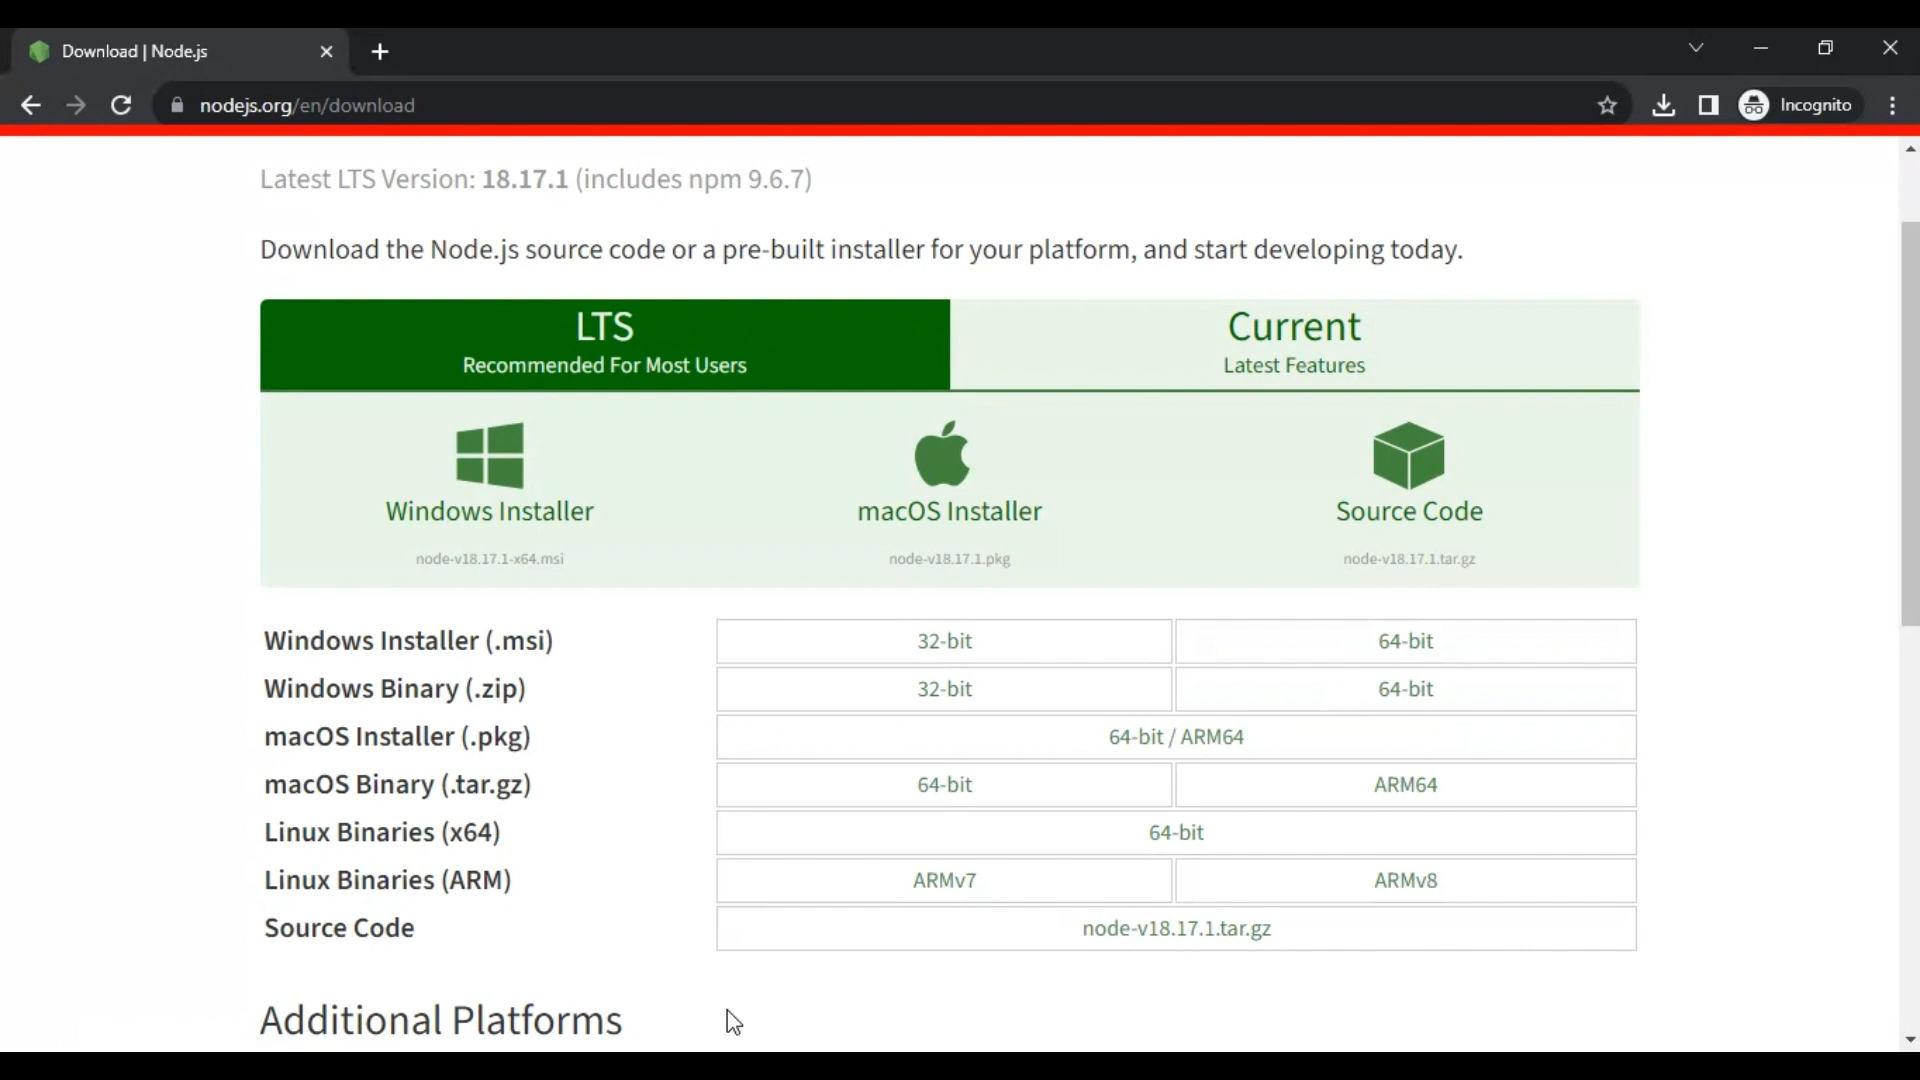 Download | Node.js
nodejs.org/en/download
Incognito
Latest LTS Version: 18.17.1 (includes npm 9.6.7)
Download the Node.js source code or a pre-built installer for your platform, and start developing today.
LTS
Recommended For Most Users
Current
Latest Features
Windows Installer
node-v18.17.1-x64.msi
macOS Installer
node-v18.17.1.pkg
Source Code
node-v18.17.1.tar.gz
Windows Installer (.msi) 32-bit 64-bit
Windows Binary (.zip) 32-bit 64-bit
macOS Installer (.pkg) 64-bit / ARM64
macOS Binary (.tar.gz) 64-bit ARM64
Linux Binaries (x64) 64-bit
Linux Binaries (ARM) ARMv7 ARMv8
Source Code node-v18.17.1.tar.gz
Additional Platforms